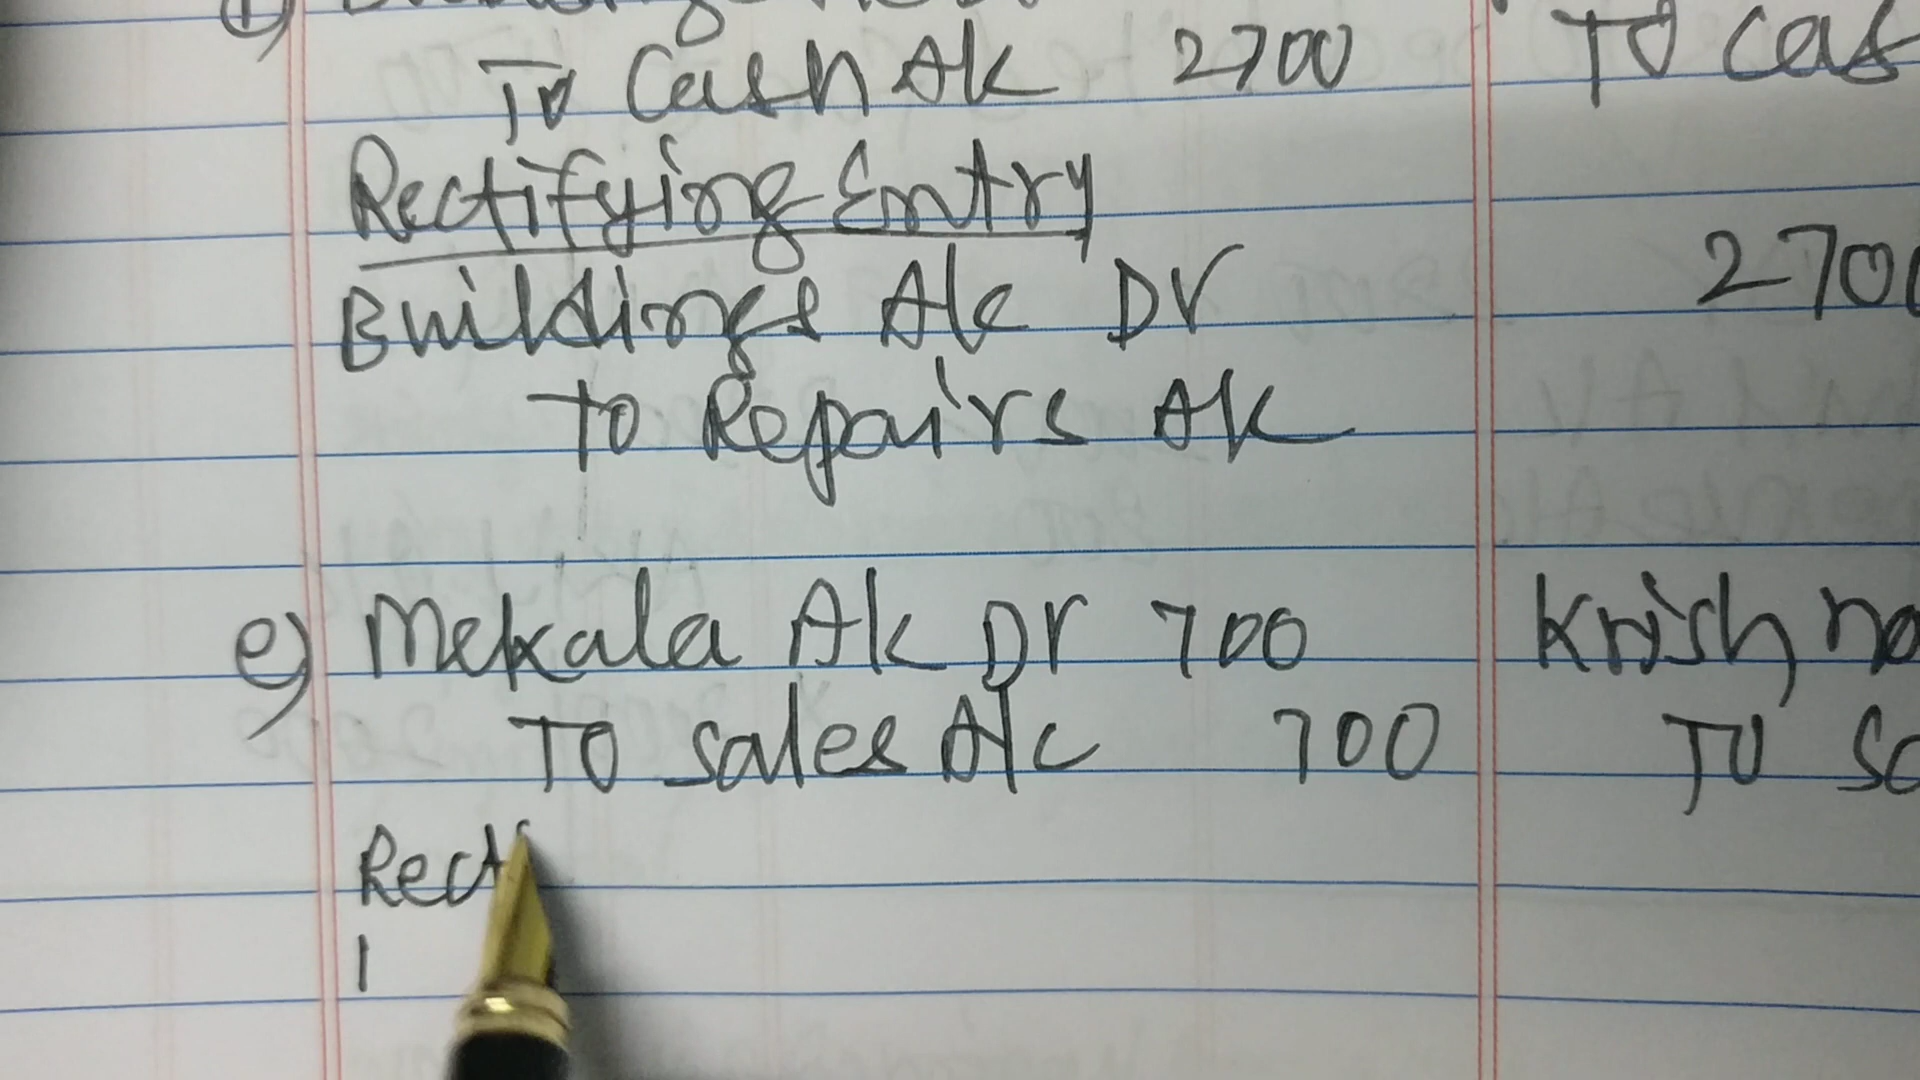 To Cash A/c 2700
Rectifying Entry
Buildings A/c Dr
To Repairs A/c
e) Mekala A/c Dr 700
To sales A/c 700
Rect
To Cas
2700
Krishna
To Sa